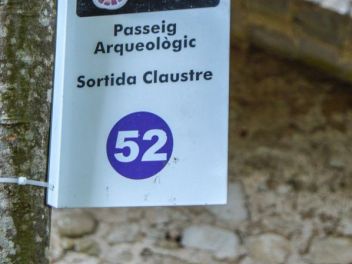 Passeig
Arqueològic
Sortida Claustre
52